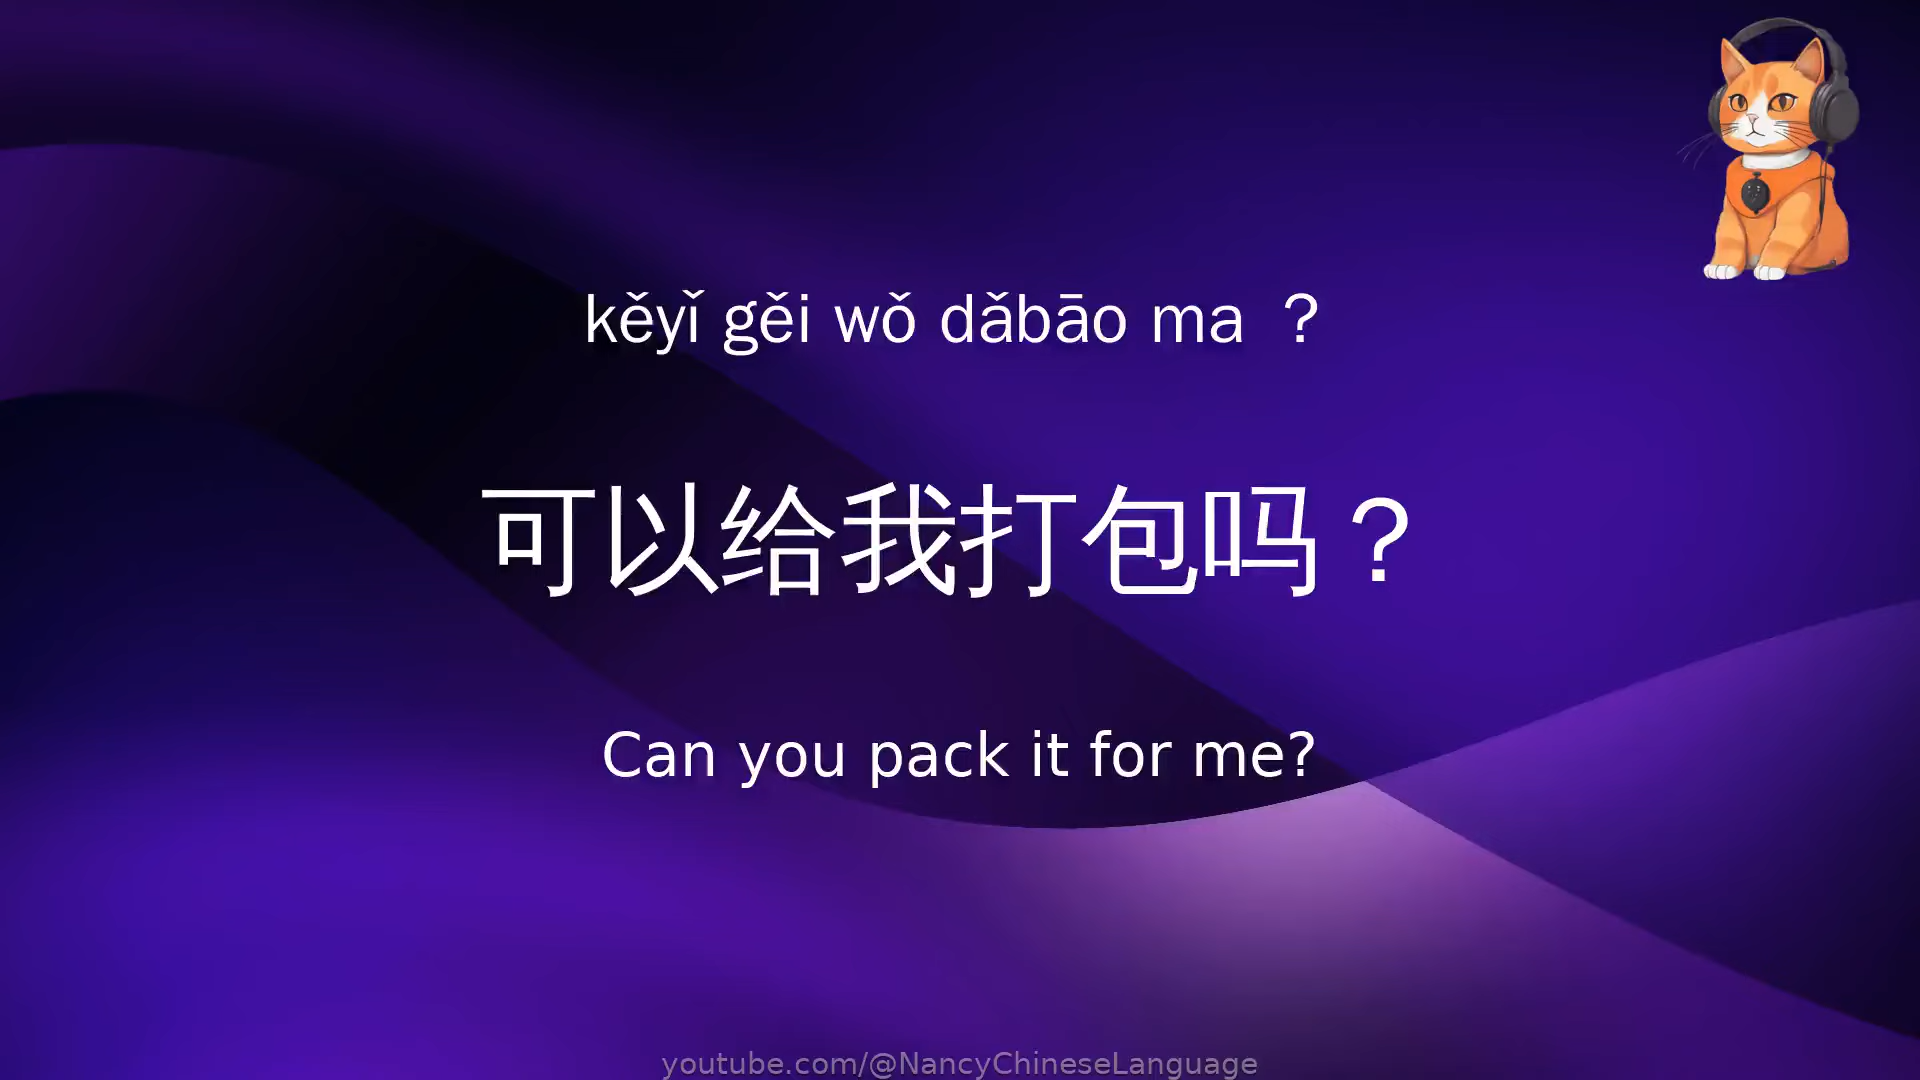 kěyǐ gěi wǒ dǎbāo ma ？
可以给我打包吗？
Can you pack it for me?
youtube.com/@NancyChineseLanguage